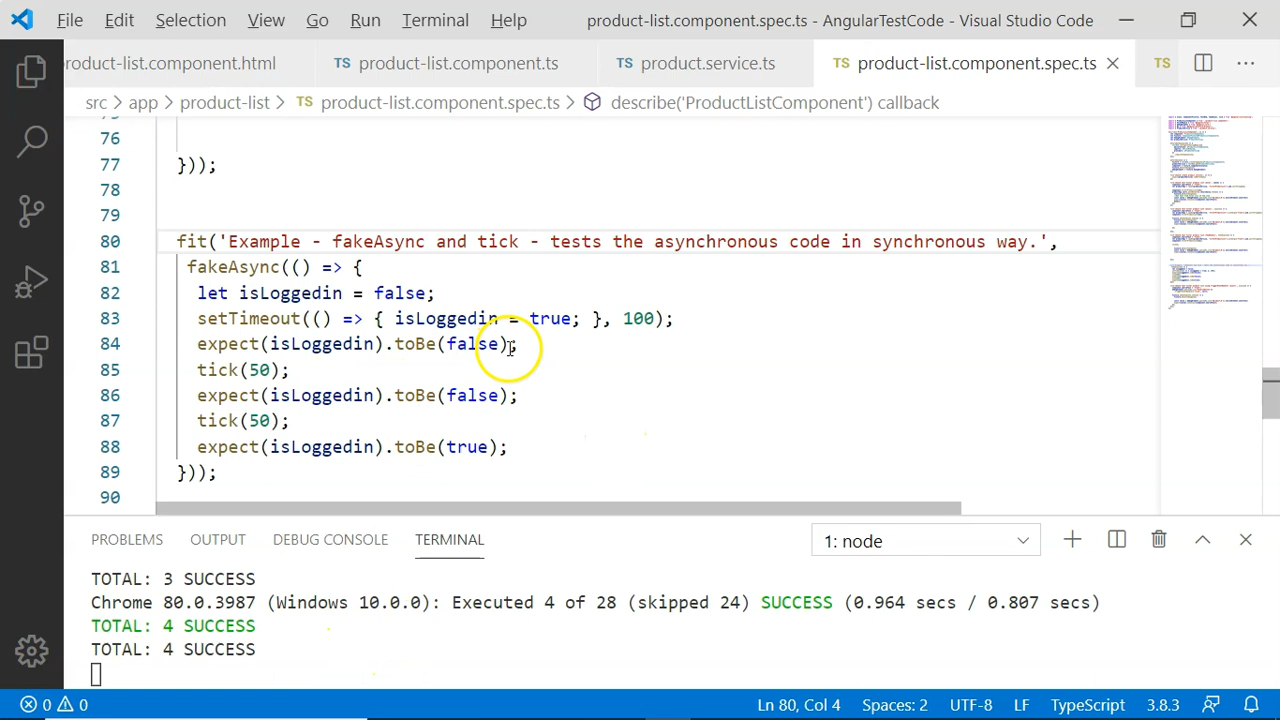 File Edit Selection View Go Run Terminal Help product-list.component.spec.ts - AngularTestCode - Visual Studio Code
product-list.component.html TS product-list.component.ts TS product.service.ts TS product-list.component.spec.ts TS
src > app > product-list > TS product-list.component.spec.ts > describe('ProductListComponent') callback
76
77 }));
78
79
80 fit('Example - fakeAsync and tick - tests the asynchronous code in synchronous way.',
81 fakeAsync(() => {
82 let isLoggedin = false;
83 setTimeout(() => { isLoggedin = true; }, 100);
84 expect(isLoggedin).toBe(false);
85 tick(50);
86 expect(isLoggedin).toBe(false);
87 tick(50);
88 expect(isLoggedin).toBe(true);
89 }));
90
PROBLEMS OUTPUT DEBUG CONSOLE TERMINAL 1: node
TOTAL: 3 SUCCESS
Chrome 80.0.3987 (Windows 10.0.0): Executed 4 of 28 (skipped 24) SUCCESS (0.964 secs / 0.807 secs)
TOTAL: 4 SUCCESS
TOTAL: 4 SUCCESS
0 0 Ln 80, Col 4 Spaces: 2 UTF-8 LF TypeScript 3.8.3